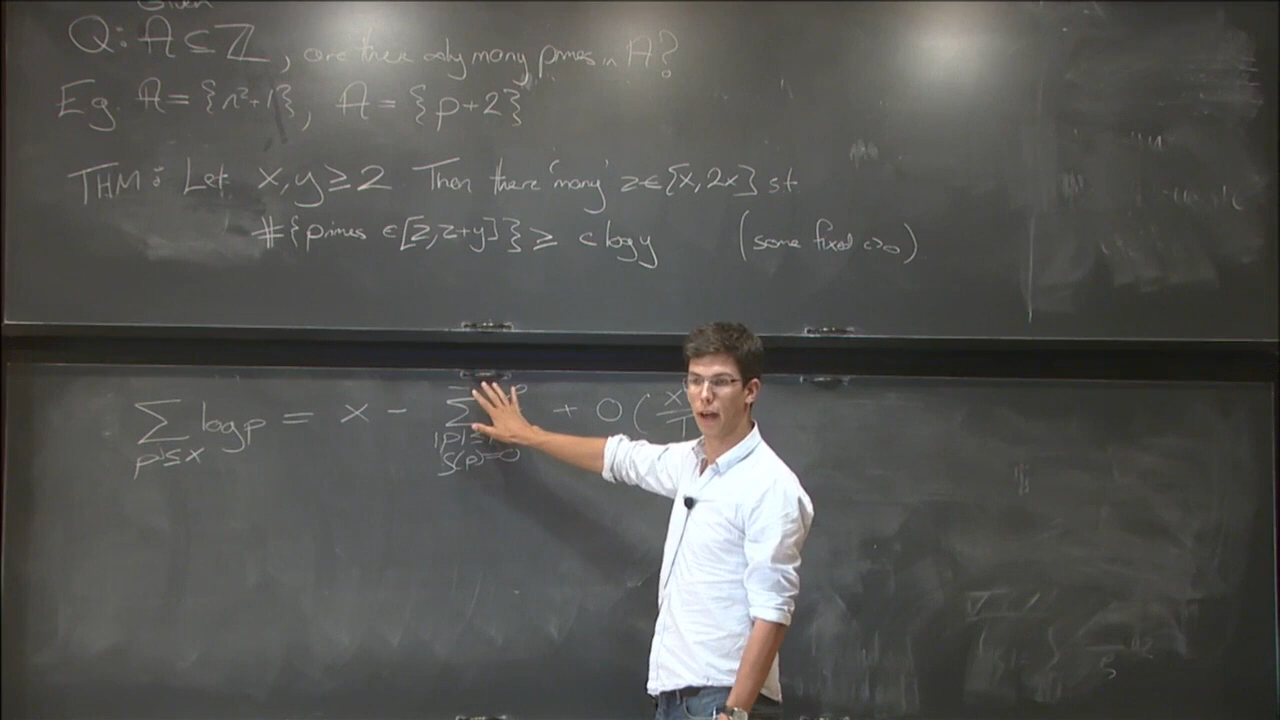 Given
Q: A ⊆ ℤ, are there only many primes in A?
Eg. A = {n²+1}, A = {p+2}
THM: Let x,y ≥ 2 Then there 'many' z ∈ [x,2x] st
#{primes ∈ [z,z+y]} ≥ c log y (some fixed c>0)
∑ log p = x - ∑ + O( x
p ≤ x |ρ| ≤ T
ζ(ρ)=0